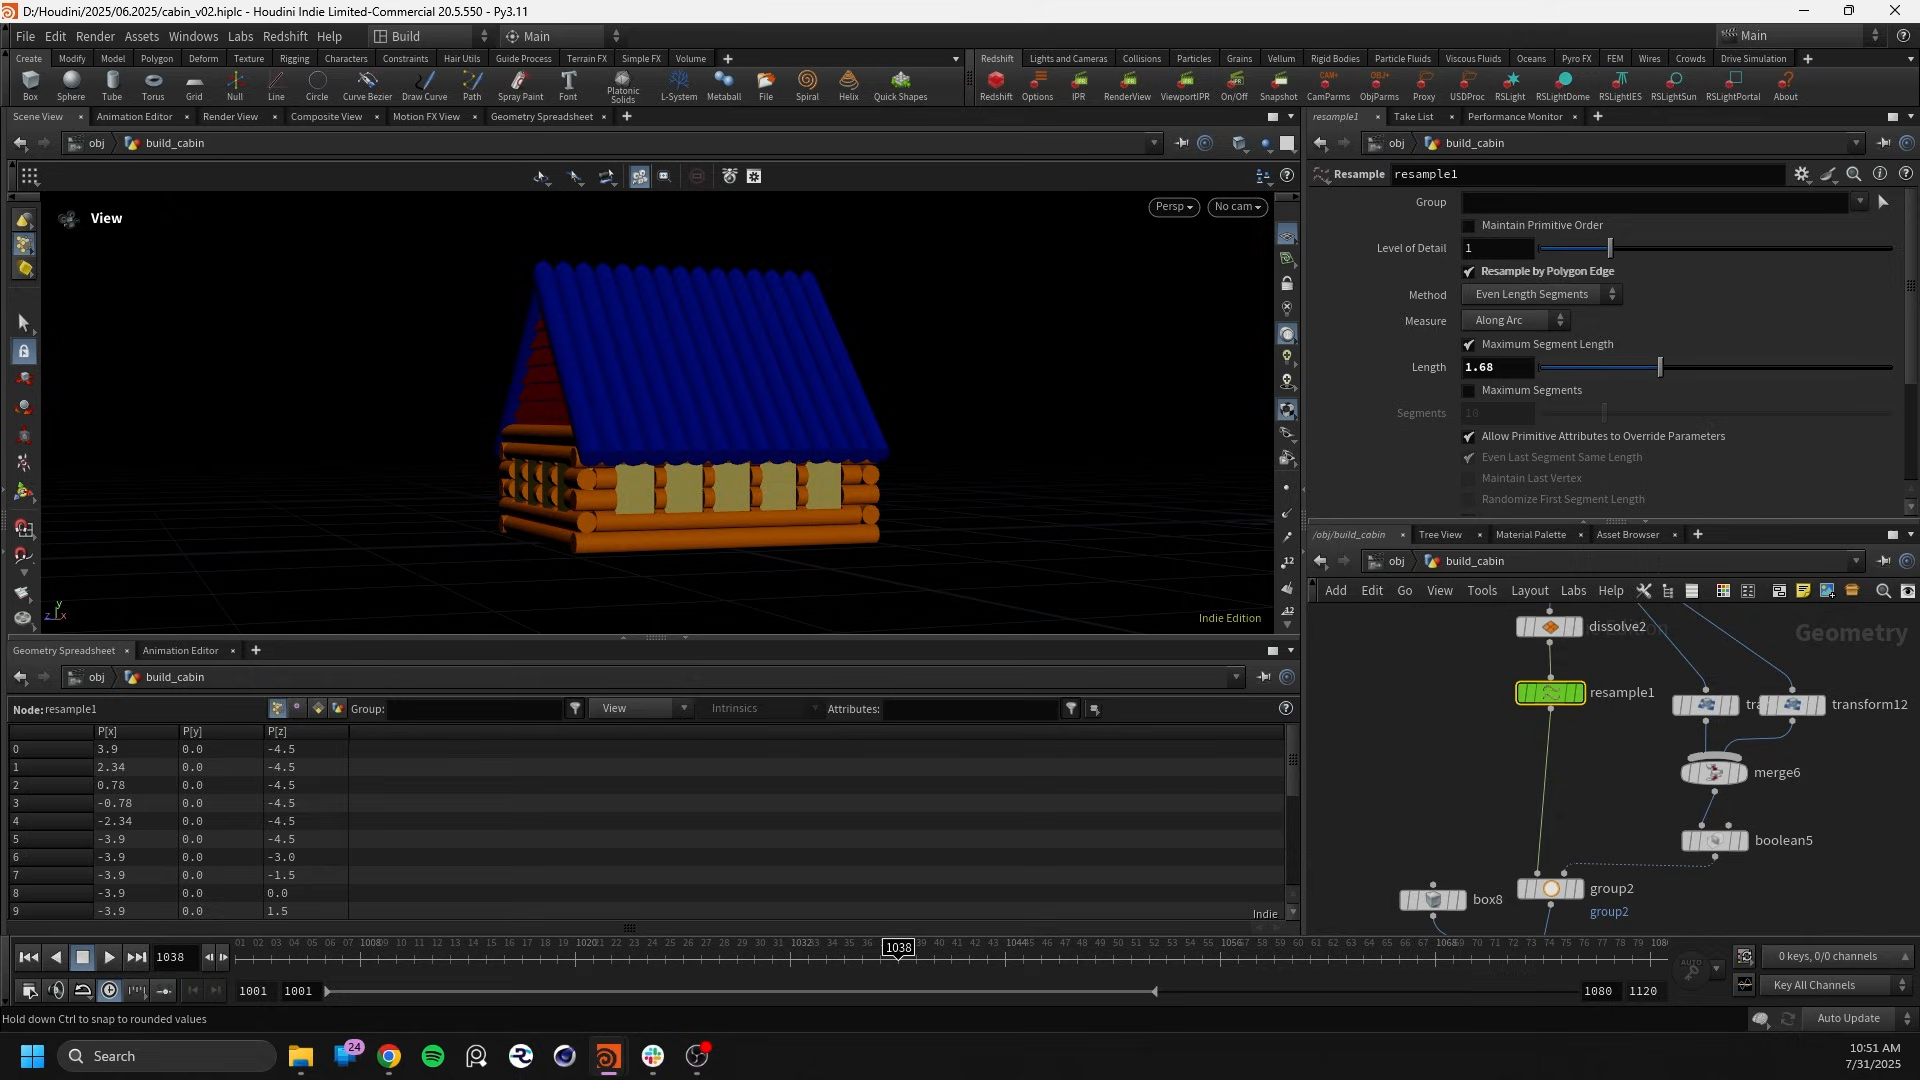 D:/Houdini/2025/06.2025/cabin_v02.hiplc - Houdini Indie Limited-Commercial 20.5.550 - Py3.11
File Edit Render Assets Windows Labs Redshift Help Build Main Main
Create Modify Model Polygon Deform Texture Rigging Characters Constraints Hair Utils Guide Process Terrain FX Simple FX Volume
Redshift Lights and Cameras Collisions Particles Grains Vellum Rigid Bodies Particle Fluids Viscous Fluids Oceans Pyro FX FEM Wires Crowds Drive Simulation
Box Sphere Tube Torus Grid Null Line Circle Curve Bezier Draw Curve Path Spray Paint Font Platonic Solids L-System Metaball File Spiral Helix Quick Shapes
Redshift Options IPR RenderView ViewportIPR On/Off Snapshot CamParms ObjParms Proxy USDProc RSLight RSLightDome RSLightIES RSLightSun RSLightPortal About
Scene View Animation Editor Render View Composite View Motion FX View Geometry Spreadsheet
obj build_cabin
View
Persp No cam
Indie Edition
resample1 Take List Performance Monitor
obj build_cabin
Resample resample1
Group
Maintain Primitive Order
Level of Detail 1
Resample by Polygon Edge
Method Even Length Segments
Measure Along Arc
Maximum Segment Length
Length 1.68
Maximum Segments
Segments 10
Allow Primitive Attributes to Override Parameters
Even Last Segment Same Length
Maintain Last Vertex
Randomize First Segment Length
/obj/build_cabin Tree View Material Palette Asset Browser
obj build_cabin
Add Edit Go View Tools Layout Labs Help
Geometry
dissolve2
resample1
transform12
merge6
boolean5
box8
group2
group2
Geometry Spreadsheet Animation Editor
obj build_cabin
Node: resample1 Group: View Intrinsics Attributes:
P[x] P[y] P[z]
0 3.9 0.0 -4.5
1 2.34 0.0 -4.5
2 0.78 0.0 -4.5
3 -0.78 0.0 -4.5
4 -2.34 0.0 -4.5
5 -3.9 0.0 -4.5
6 -3.9 0.0 -3.0
7 -3.9 0.0 -1.5
8 -3.9 0.0 0.0
9 -3.9 0.0 1.5
Indie
1038
1038
1001 1001 1080 1120
0 keys, 0/0 channels
Key All Channels
Hold down Ctrl to snap to rounded values
Auto Update
Search
24
10:51 AM
7/31/2025